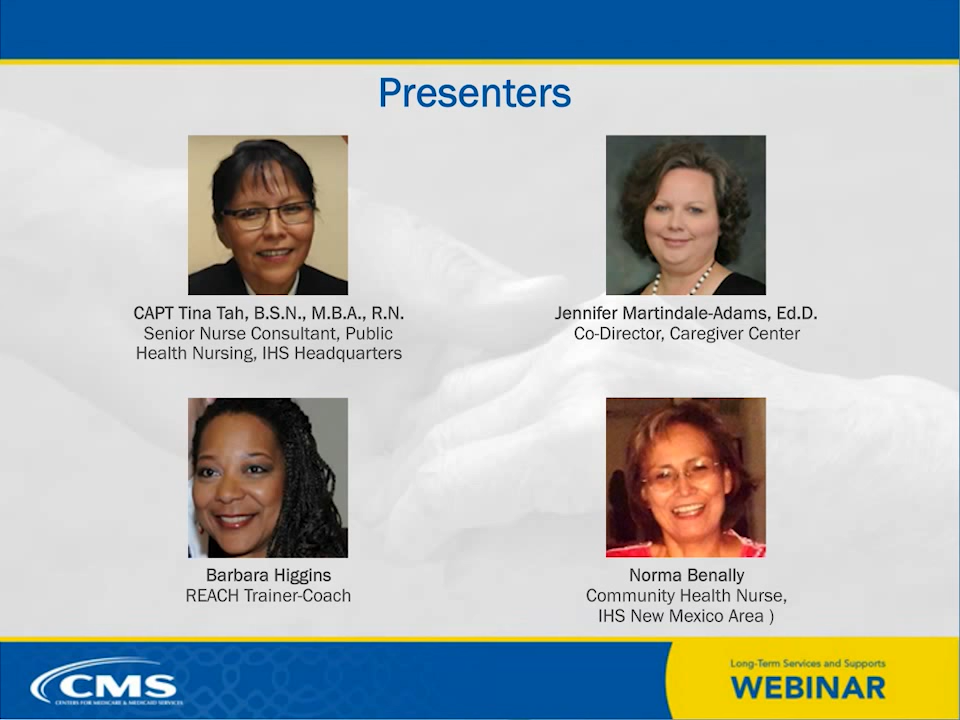 Presenters
CAPT Tina Tah, B.S.N., M.B.A., R.N.
Senior Nurse Consultant, Public
Health Nursing, IHS Headquarters
Jennifer Martindale-Adams, Ed.D.
Co-Director, Caregiver Center
Barbara Higgins
REACH Trainer-Coach
Norma Benally
Community Health Nurse,
IHS New Mexico Area )
CMS
CENTERS FOR MEDICARE & MEDICAID SERVICES
Long-Term Services and Supports
WEBINAR